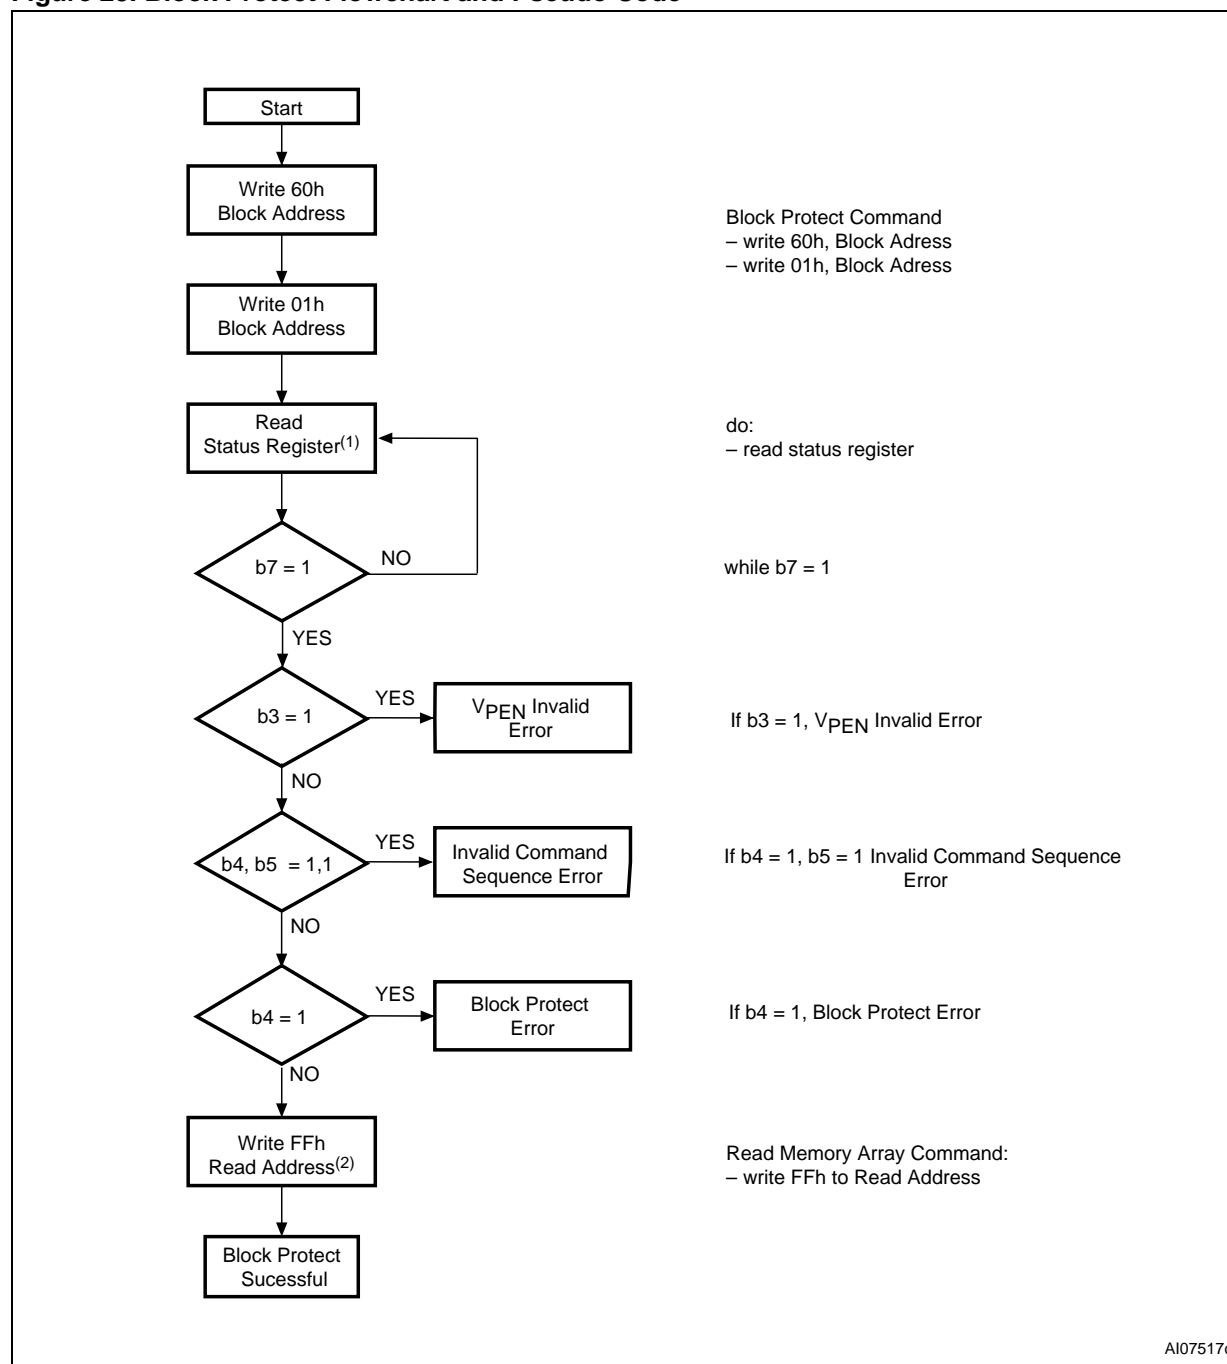 Start
Write 60h
Block Address
Block Protect Command
– write 60h, Block Adress
– write 01h, Block Adress
Write 01h
Block Address
Read
Status Register(1)
do:
– read status register
b7 = 1
NO
while b7 = 1
YES
b3 = 1
YES
VPEN Invalid
Error
If b3 = 1, VPEN Invalid Error
NO
b4, b5 = 1,1
YES
Invalid Command
Sequence Error
If b4 = 1, b5 = 1 Invalid Command Sequence
Error
NO
b4 = 1
YES
Block Protect
Error
If b4 = 1, Block Protect Error
NO
Write FFh
Read Address(2)
Read Memory Array Command:
– write FFh to Read Address
Block Protect
Sucessful